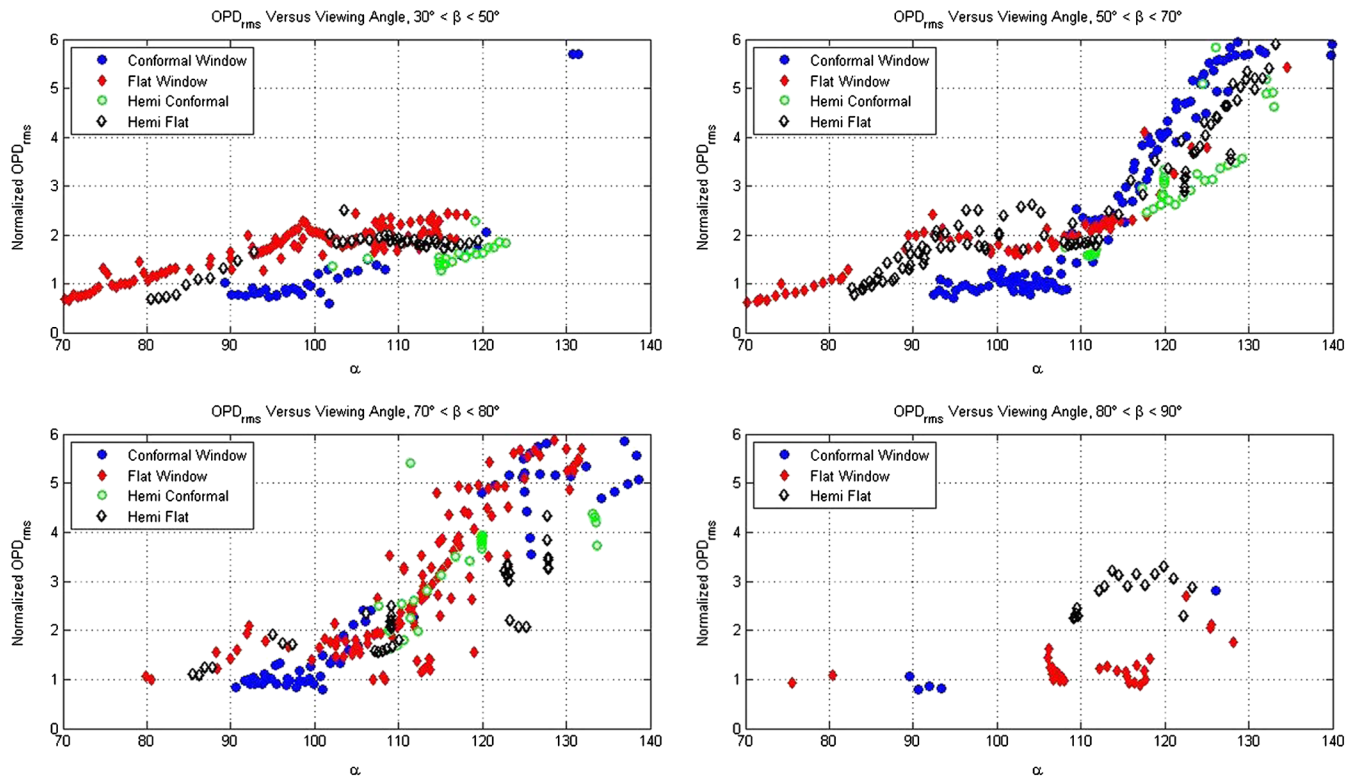 OPDrms Versus Viewing Angle, 30° < β < 50°
Normalized OPDrms
6
5
4
3
2
1
0
Conformal Window
Flat Window
Hemi Conformal
Hemi Flat
70 80 90 100 110 120 130 140
α
OPDrms Versus Viewing Angle, 50° < β < 70°
Normalized OPDrms
6
5
4
3
2
1
0
Conformal Window
Flat Window
Hemi Conformal
Hemi Flat
70 80 90 100 110 120 130 140
α
OPDrms Versus Viewing Angle, 70° < β < 80°
Normalized OPDrms
6
5
4
3
2
1
0
Conformal Window
Flat Window
Hemi Conformal
Hemi Flat
70 80 90 100 110 120 130 140
α
OPDrms Versus Viewing Angle, 80° < β < 90°
Normalized OPDrms
6
5
4
3
2
1
0
Conformal Window
Flat Window
Hemi Flat
70 80 90 100 110 120 130 140
α